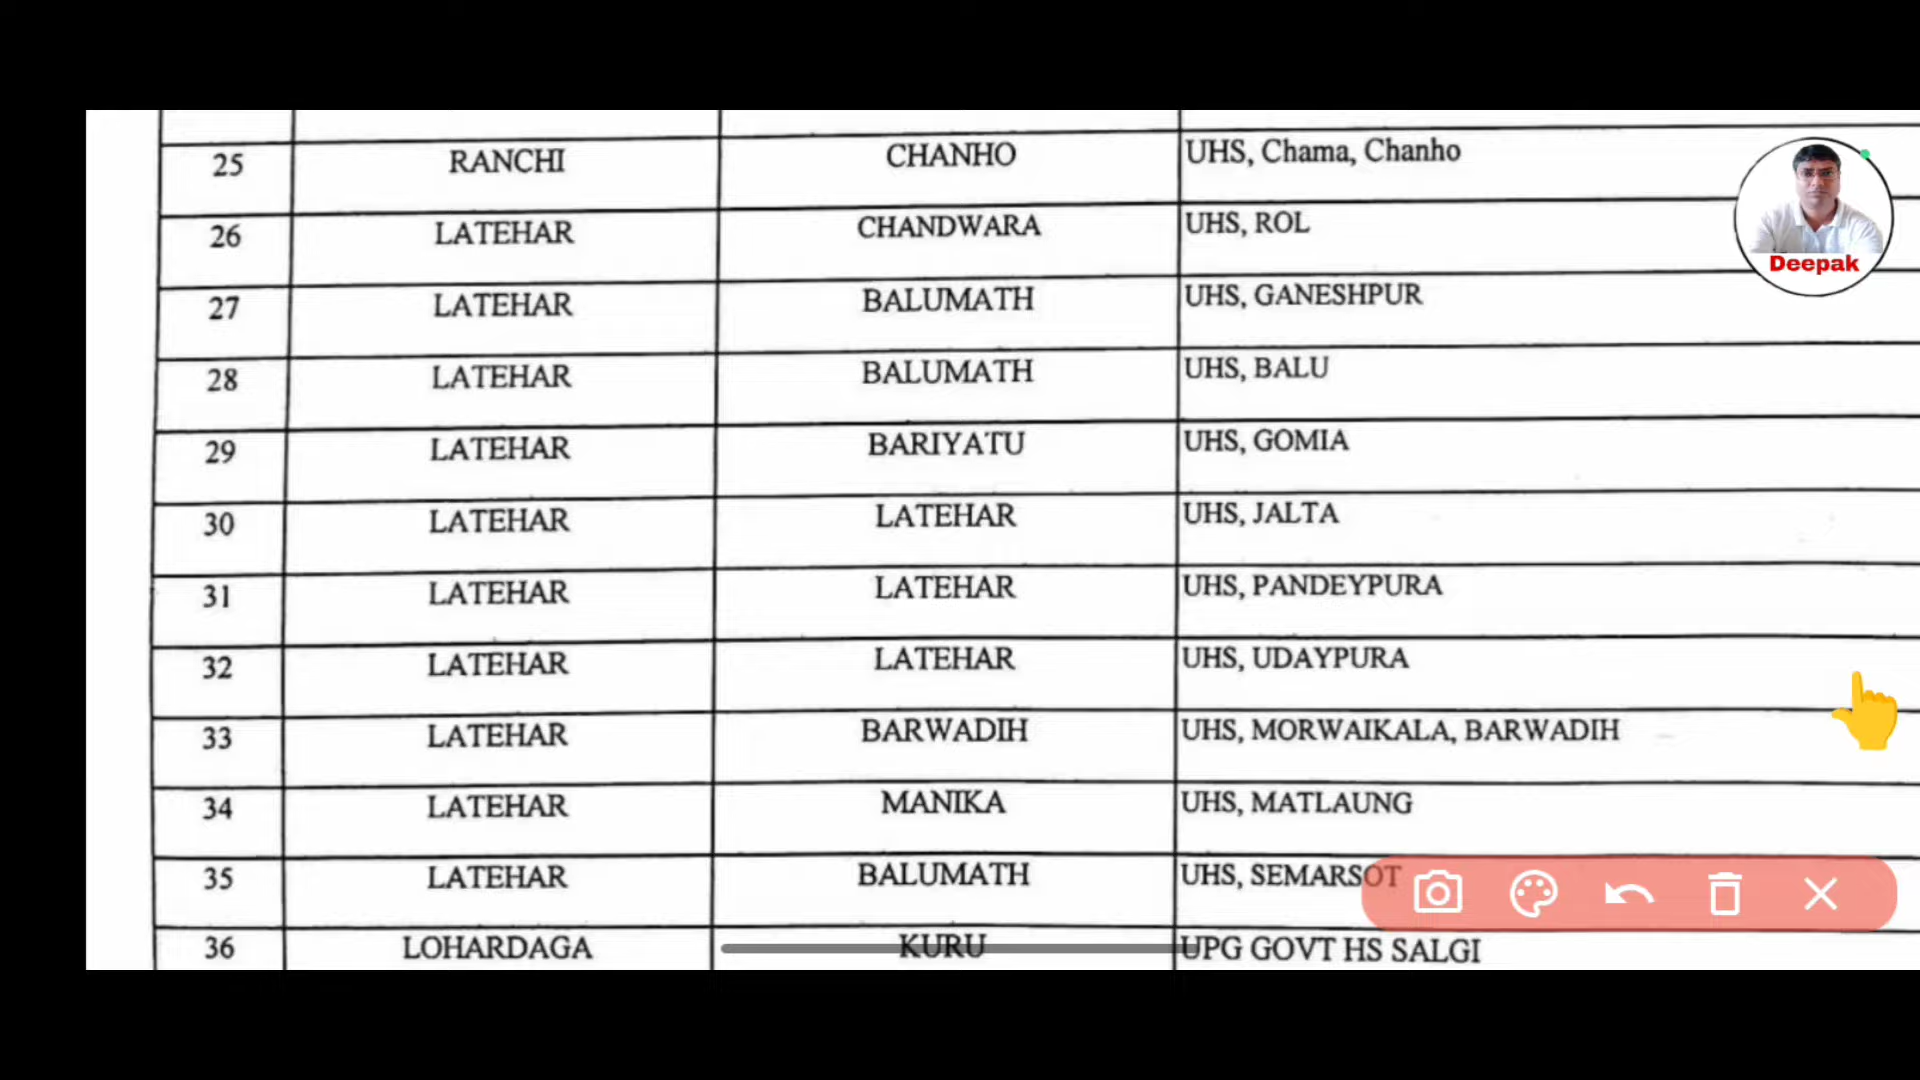 25 RANCHI CHANHO UHS, Chama, Chanho
26 LATEHAR CHANDWARA UHS, ROL
Deepak
27 LATEHAR BALUMATH UHS, GANESHPUR
28 LATEHAR BALUMATH UHS, BALU
29 LATEHAR BARIYATU UHS, GOMIA
30 LATEHAR LATEHAR UHS, JALTA
31 LATEHAR LATEHAR UHS, PANDEYPURA
32 LATEHAR LATEHAR UHS, UDAYPURA
33 LATEHAR BARWADIH UHS, MORWAIKALA, BARWADIH
34 LATEHAR MANIKA UHS, MATLAUNG
35 LATEHAR BALUMATH UHS, SEMARSOT
36 LOHARDAGA KURU UPG GOVT HS SALGI